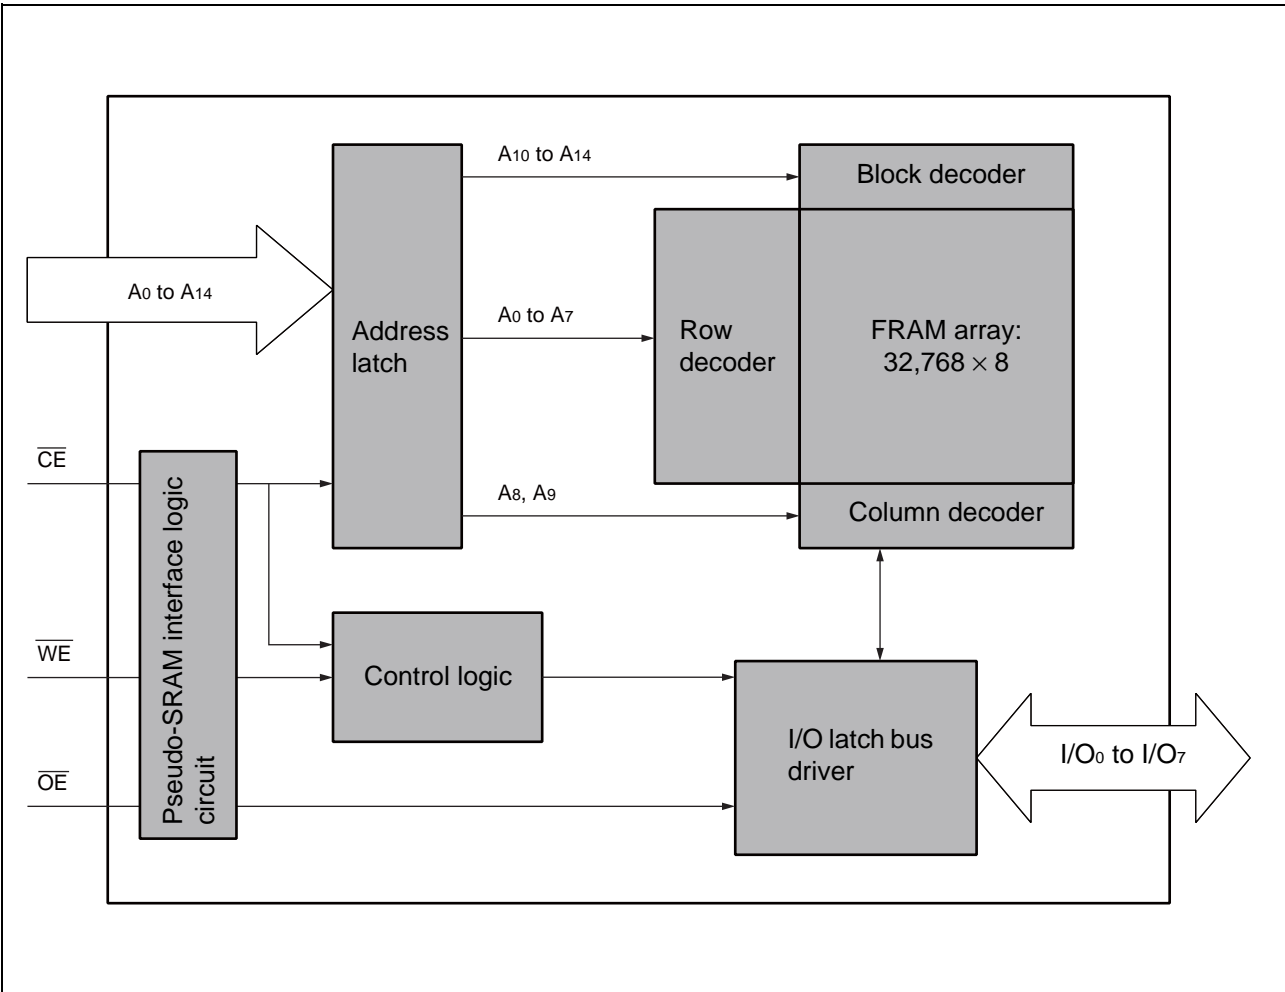 A10 to A14
Block decoder
A0 to A14
Address
latch
A0 to A7
Row
decoder
FRAM array:
32,768 × 8
CE
A8, A9
Column decoder
Pseudo-SRAM interface logic
circuit
WE
Control logic
OE
I/O latch bus
driver
I/O0 to I/O7